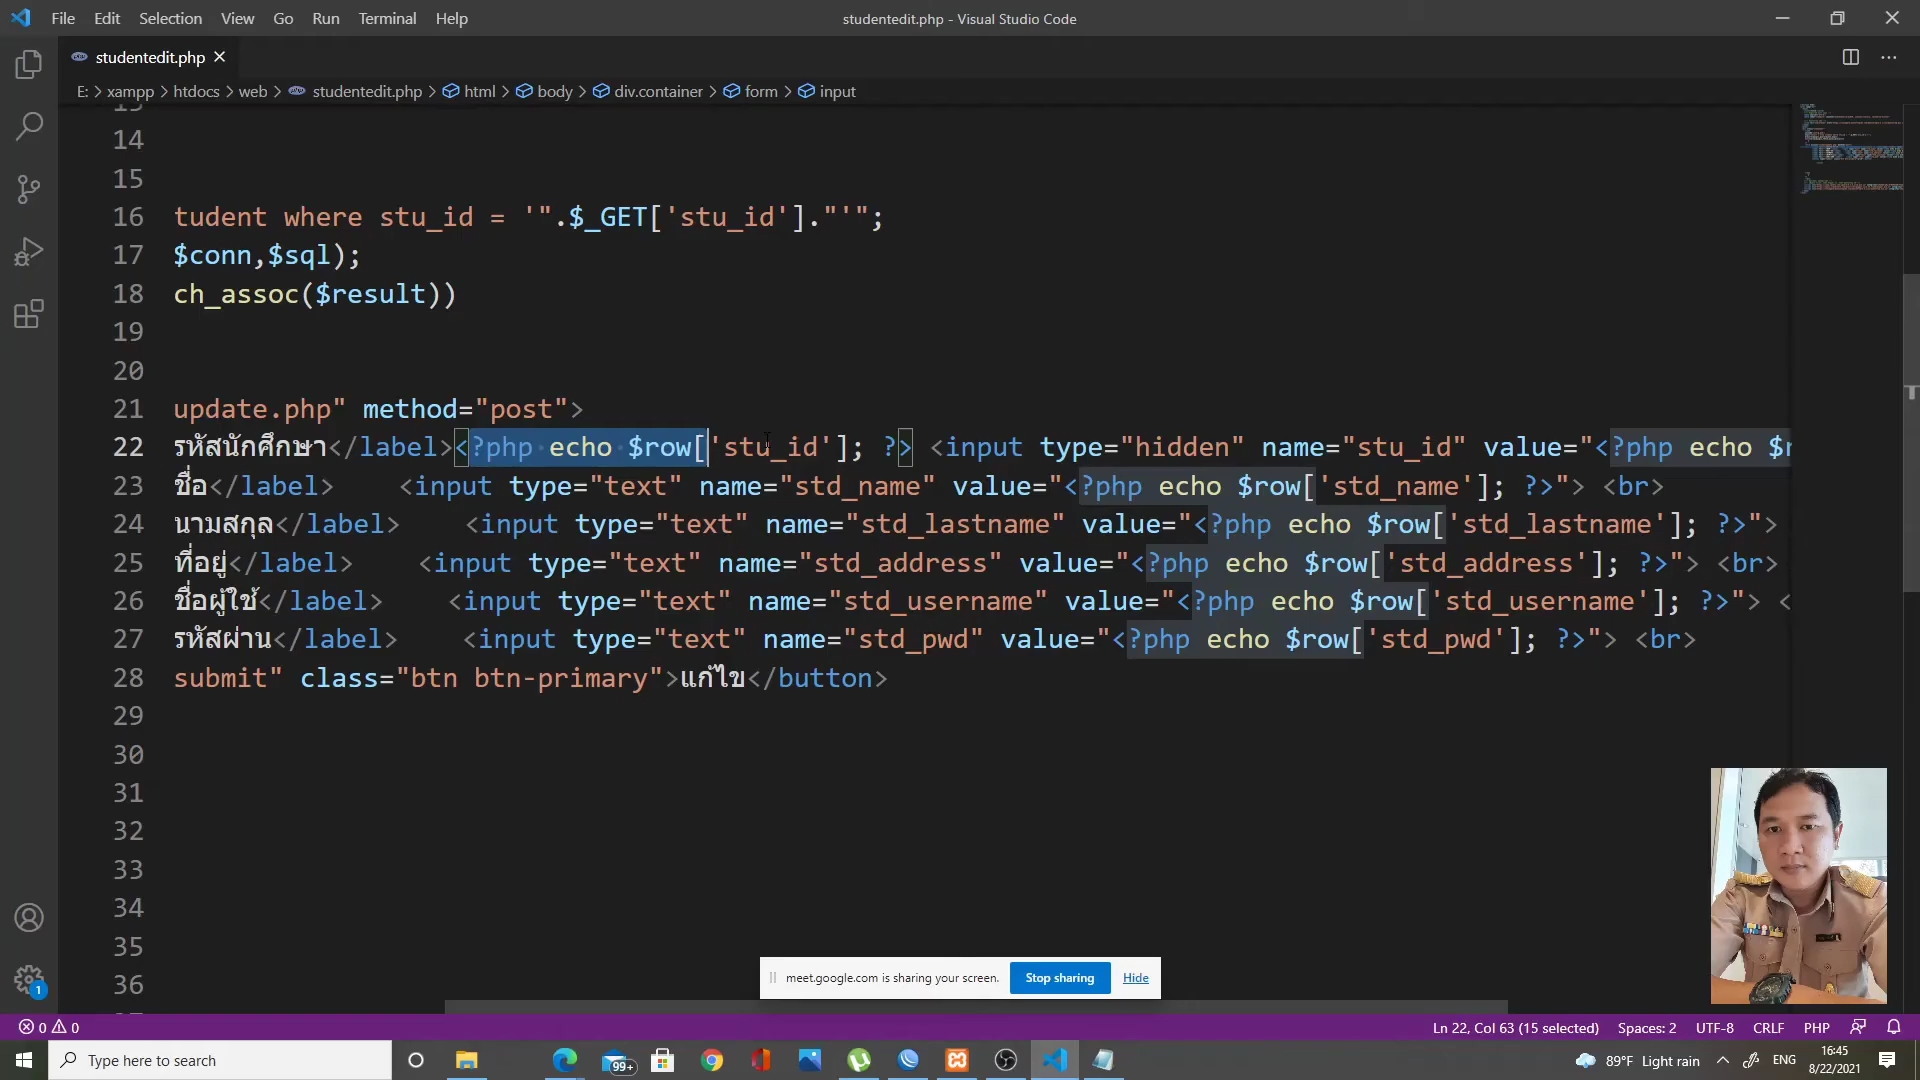 File Edit Selection View Go Run Terminal Help
studentedit.php - Visual Studio Code
studentedit.php
E: > xampp > htdocs > web > studentedit.php > html > body > div.container > form > input
14
15
16 tudent where stu_id = '".$_GET['stu_id']."'";
17 $conn,$sql);
18 ch_assoc($result))
19
20
21 update.php" method="post">
22 รหัสนักศึกษา</label><?php echo $row['stu_id']; ?> <input type="hidden" name="stu_id" value="<?php echo $r
23 ชื่อ</label> <input type="text" name="std_name" value="<?php echo $row['std_name']; ?>"> <br>
24 นามสกุล</label> <input type="text" name="std_lastname" value="<?php echo $row['std_lastname']; ?>">
25 ที่อยู่</label> <input type="text" name="std_address" value="<?php echo $row['std_address']; ?>"> <br>
26 ชื่อผู้ใช้</label> <input type="text" name="std_username" value="<?php echo $row['std_username']; ?>"> <
27 รหัสผ่าน</label> <input type="text" name="std_pwd" value="<?php echo $row['std_pwd']; ?>"> <br>
28 submit" class="btn btn-primary">แก้ไข</button>
29
30
31
32
33
34
35
36
meet.google.com is sharing your screen. Stop sharing Hide
1
0 0 Ln 22, Col 63 (15 selected) Spaces: 2 UTF-8 CRLF PHP
Type here to search 99+ 89°F Light rain ENG 16:45
8/22/2021